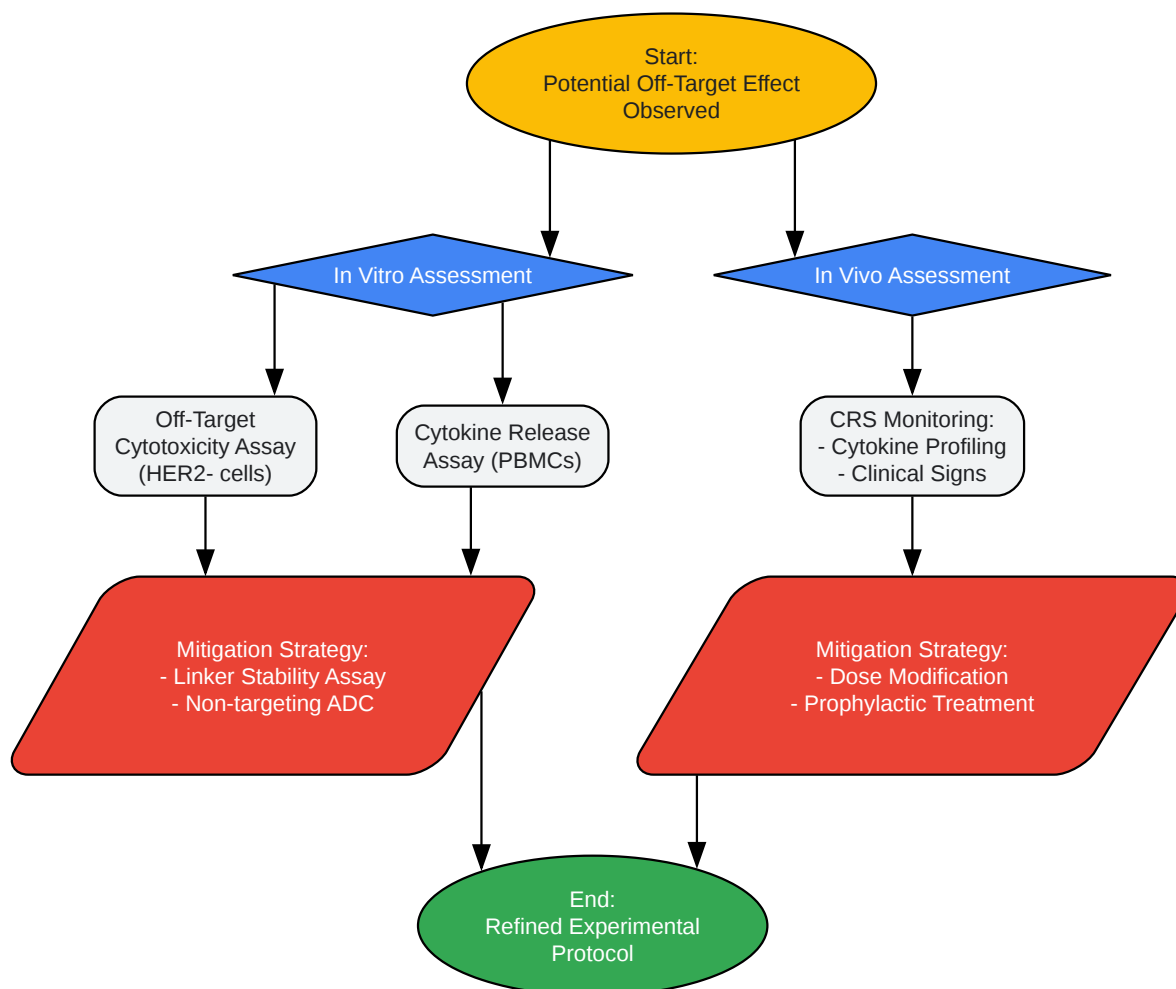 Start:
Potential Off-Target Effect
Observed
In Vitro Assessment
In Vivo Assessment
Off-Target
Cytotoxicity Assay
(HER2- cells)
Cytokine Release
Assay (PBMCs)
CRS Monitoring:
- Cytokine Profiling
- Clinical Signs
Mitigation Strategy:
- Linker Stability Assay
- Non-targeting ADC
Mitigation Strategy:
- Dose Modification
- Prophylactic Treatment
End:
Refined Experimental
Protocol